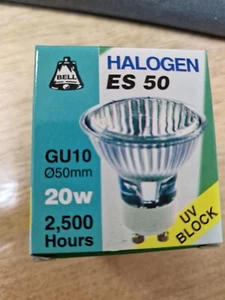 BELL
HALOGEN
ES 50
GU10
Ø50mm
20w
2,500
Hours
UV
BLOCK